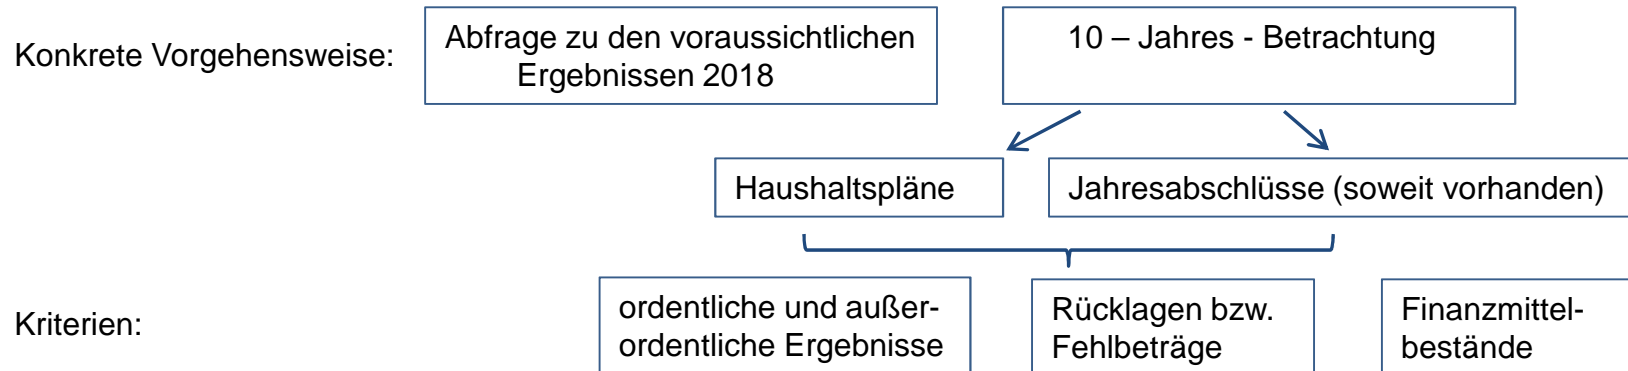 Konkrete Vorgehensweise:
Abfrage zu den voraussichtlichen
Ergebnissen 2018
10 – Jahres - Betrachtung
Haushaltspläne
Jahresabschlüsse (soweit vorhanden)
Kriterien:
ordentliche und außer-
ordentliche Ergebnisse
Rücklagen bzw.
Fehlbeträge
Finanzmittel-
bestände